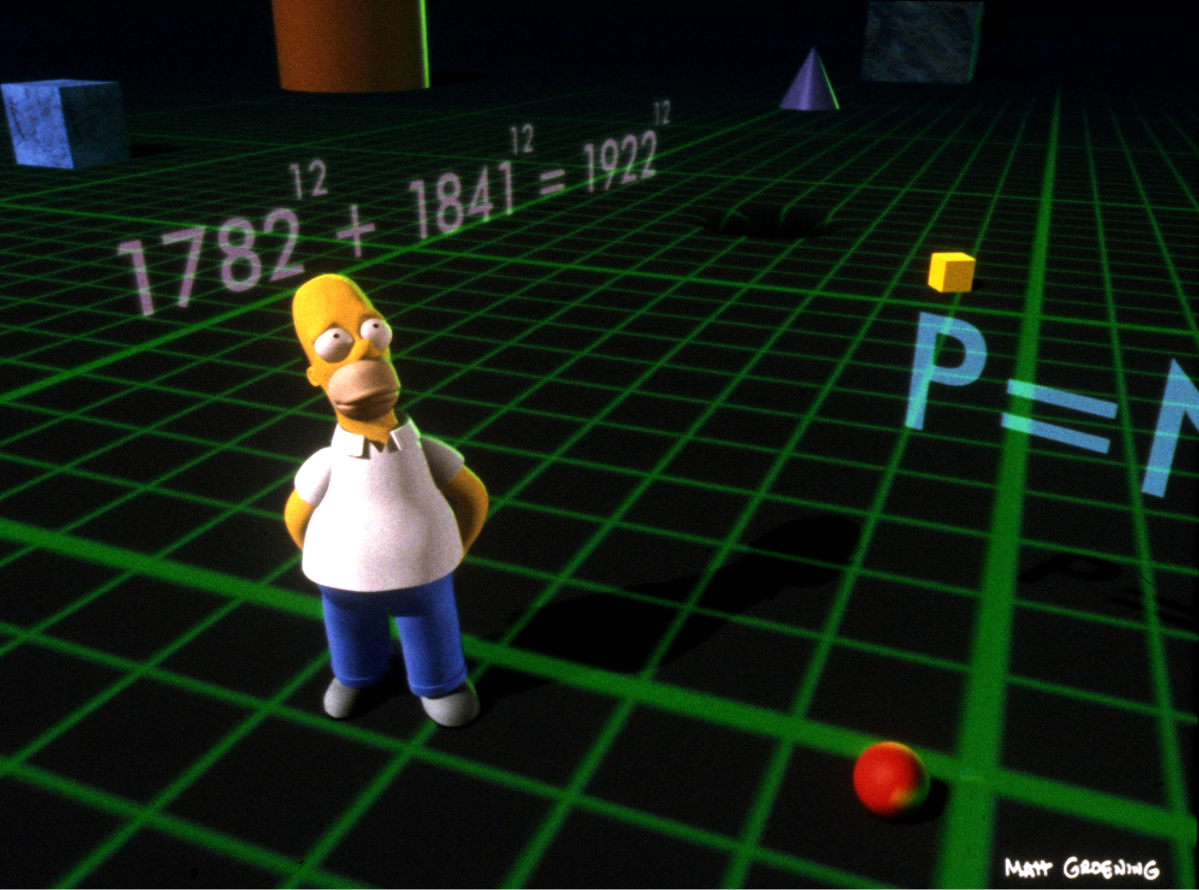 1782¹² + 1841¹² = 1922¹²
P = N
MATT GROENING